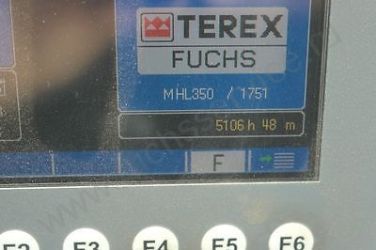 TEREX
FUCHS
MHL350 / 1751
5106 h 48 m
F
F2 F3 F4 F5 F6